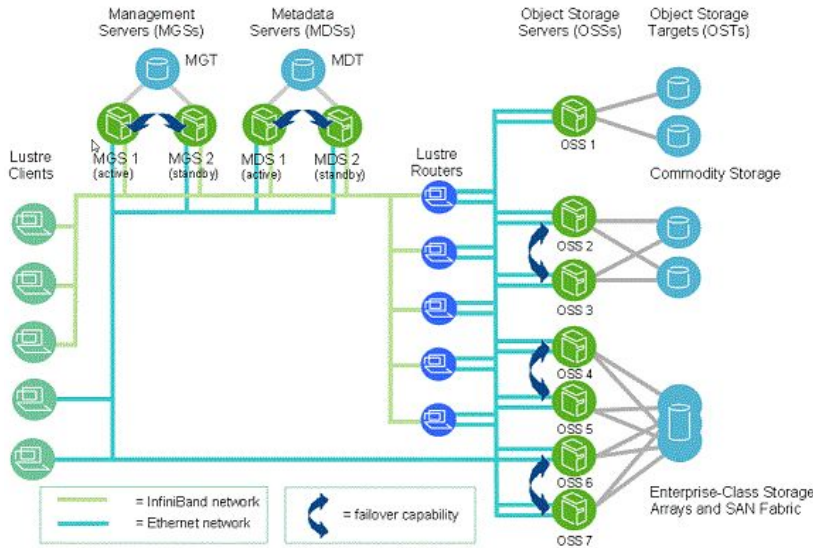 Management
Servers (MGSs)
Metadata
Servers (MDSs)
Object Storage
Servers (OSSs)
Object Storage
Targets (OSTs)
MGT
MDT
Lustre
Clients
MGS 1
(active)
MGS 2
(standby)
MDS 1
(active)
MDS 2
(standby)
Lustre
Routers
OSS 1
Commodity Storage
OSS 2
OSS 3
OSS 4
OSS 5
OSS 6
OSS 7
Enterprise-Class Storage
Arrays and SAN Fabric
= InfiniBand network
= Ethernet network
= failover capability